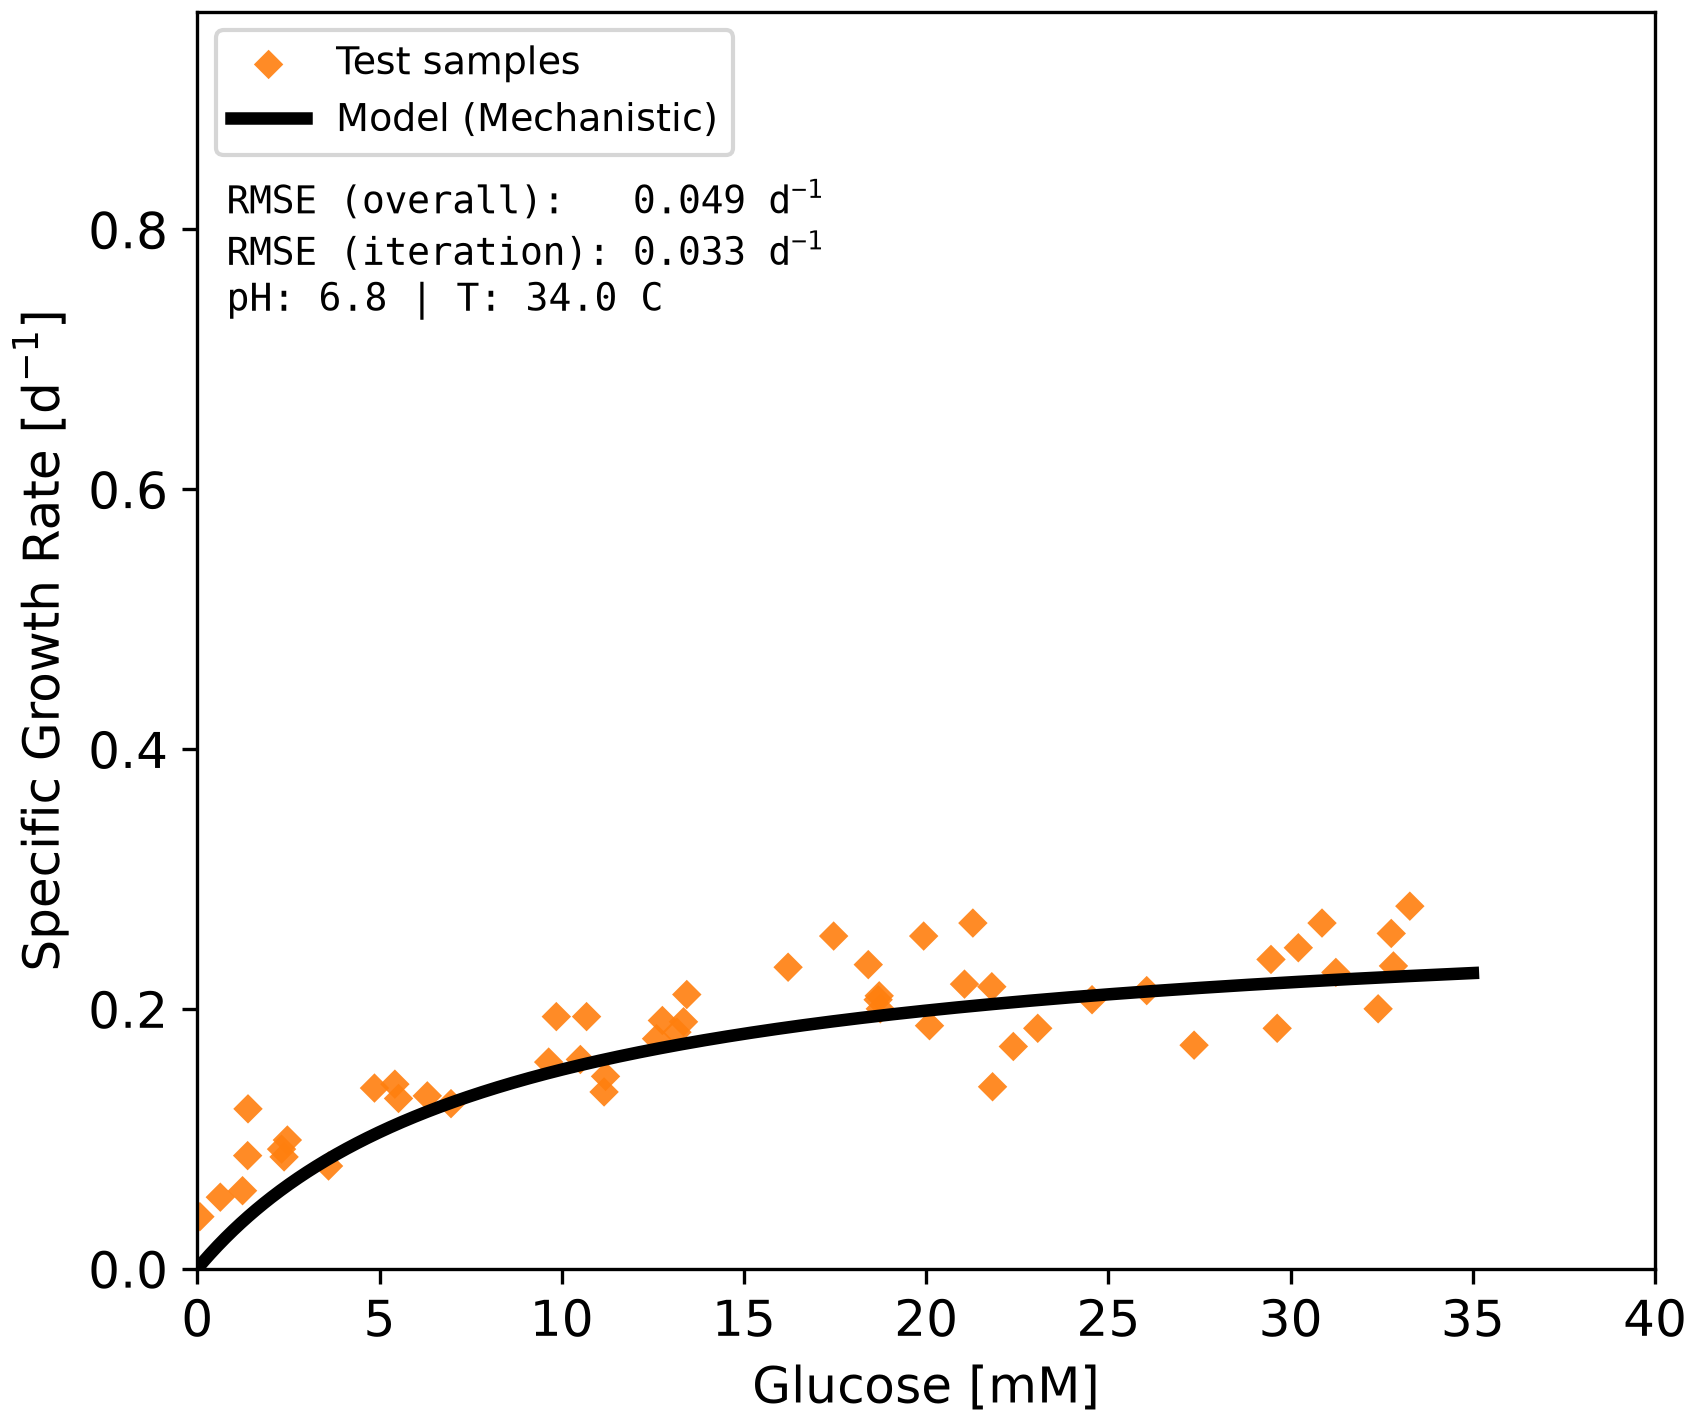 Test samples
Model (Mechanistic)
RMSE (overall):   0.049 d⁻¹
RMSE (iteration): 0.033 d⁻¹
pH: 6.8 | T: 34.0 C
Specific Growth Rate [d⁻¹]
0.8
0.6
0.4
0.2
0.0
0 5 10 15 20 25 30 35 40
Glucose [mM]